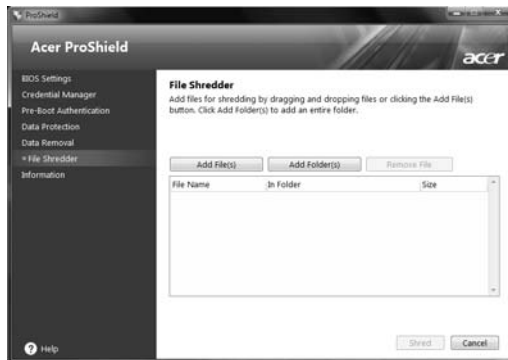 ProShield
Acer ProShield
acer
BIOS Settings
Credential Manager
Pre-Boot Authentication
Data Protection
Data Removal
File Shredder
Information
Help
File Shredder
Add files for shredding by dragging and dropping files or clicking the Add File(s)
button. Click Add Folder(s) to add an entire folder.
Add File(s) Add Folder(s) Remove File
File Name In Folder Size
Shred Cancel